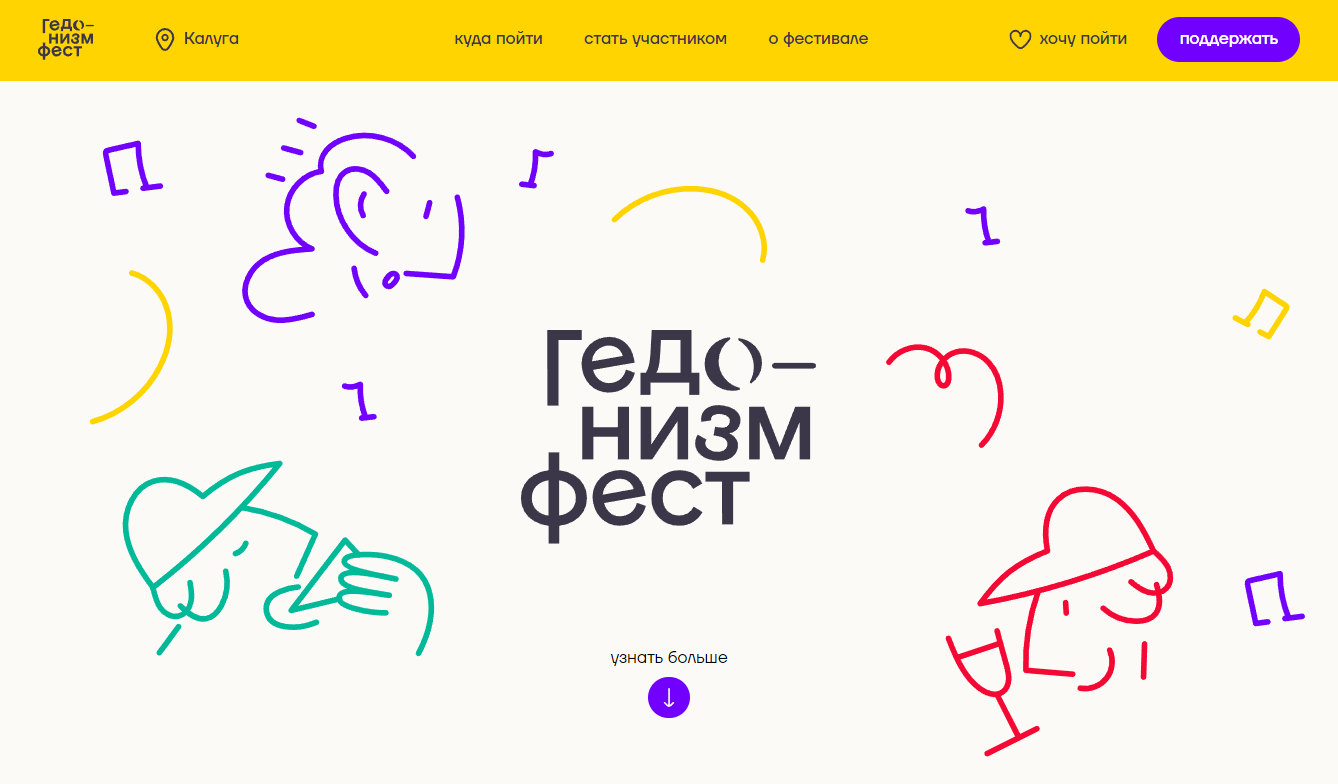 гедо–
низм
фест
Калуга
куда пойти
стать участником
о фестивале
хочу пойти
поддержать
гедо–
низм
фест
узнать больше